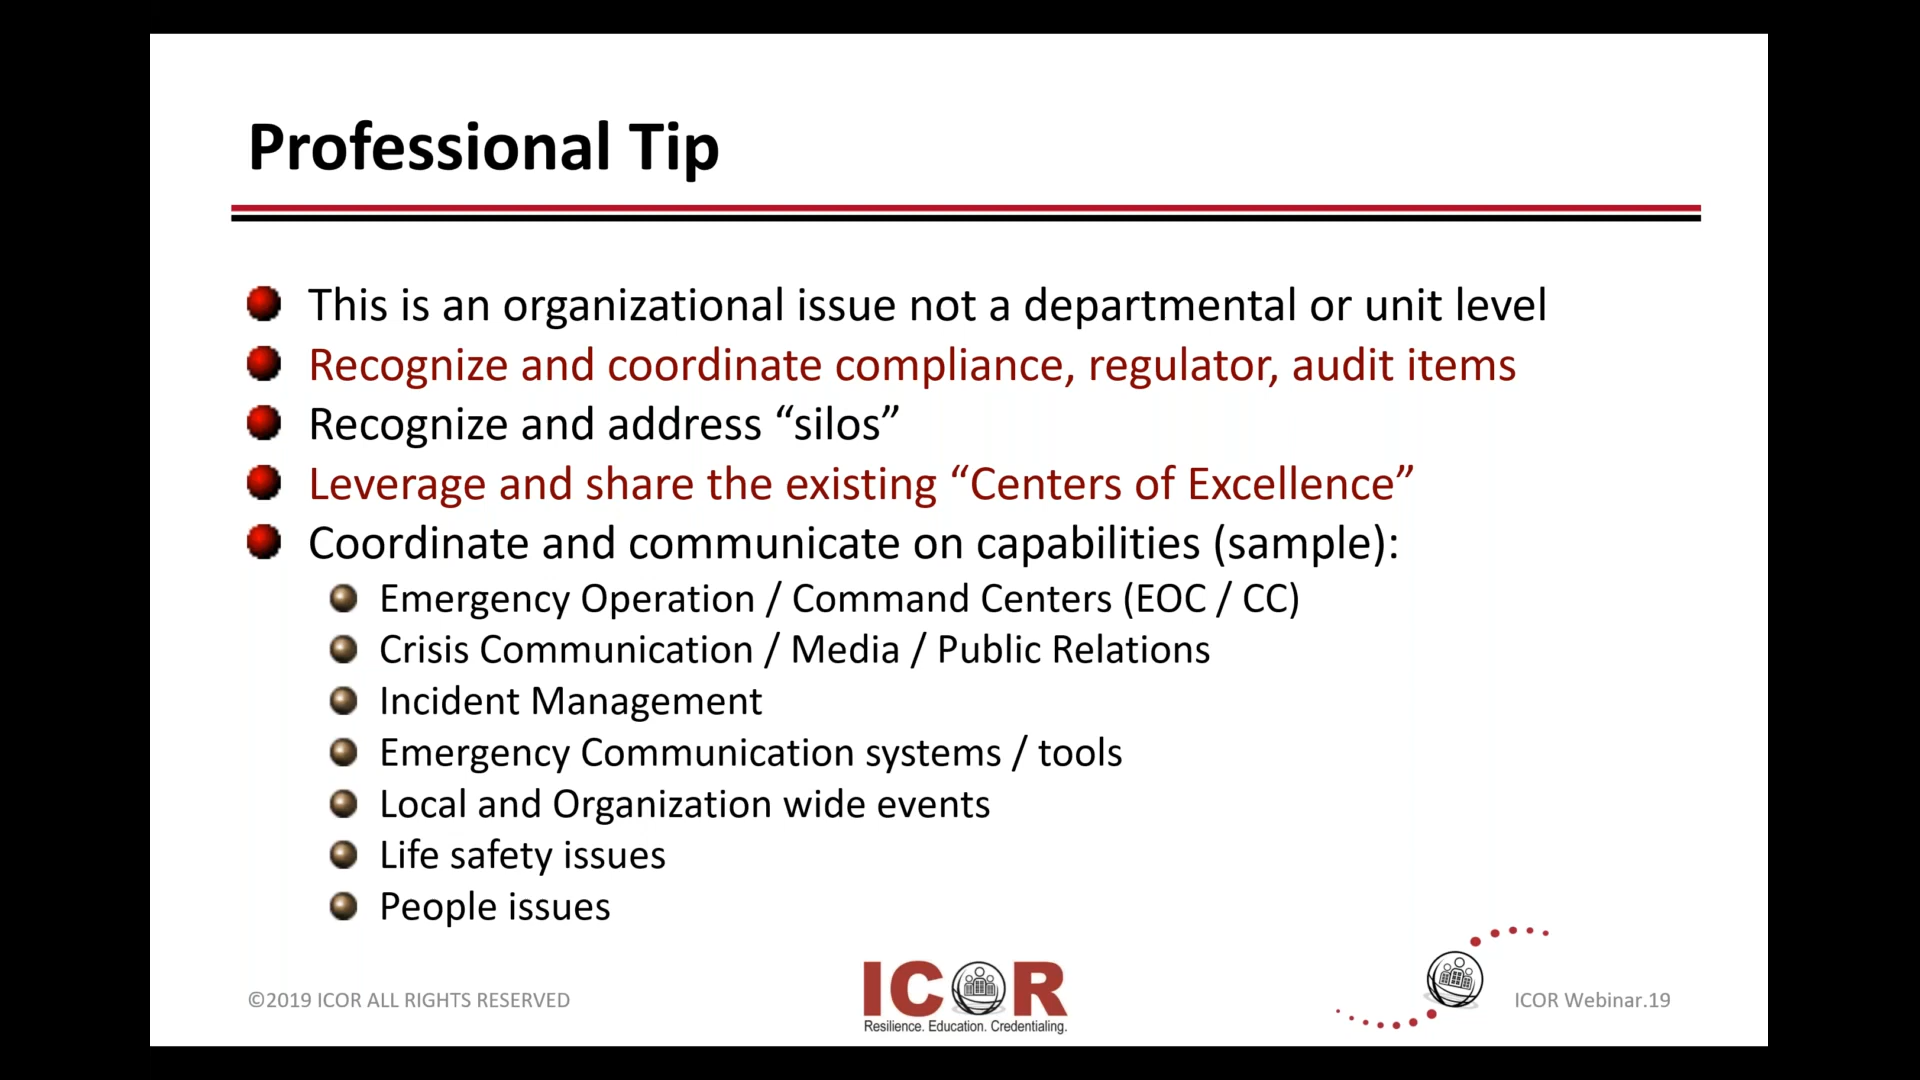 Professional Tip
This is an organizational issue not a departmental or unit level
Recognize and coordinate compliance, regulator, audit items
Recognize and address “silos”
Leverage and share the existing “Centers of Excellence”
Coordinate and communicate on capabilities (sample):
Emergency Operation / Command Centers (EOC / CC)
Crisis Communication / Media / Public Relations
Incident Management
Emergency Communication systems / tools
Local and Organization wide events
Life safety issues
People issues
©2019 ICOR ALL RIGHTS RESERVED
ICOR
Resilience. Education. Credentialing.
ICOR Webinar.19